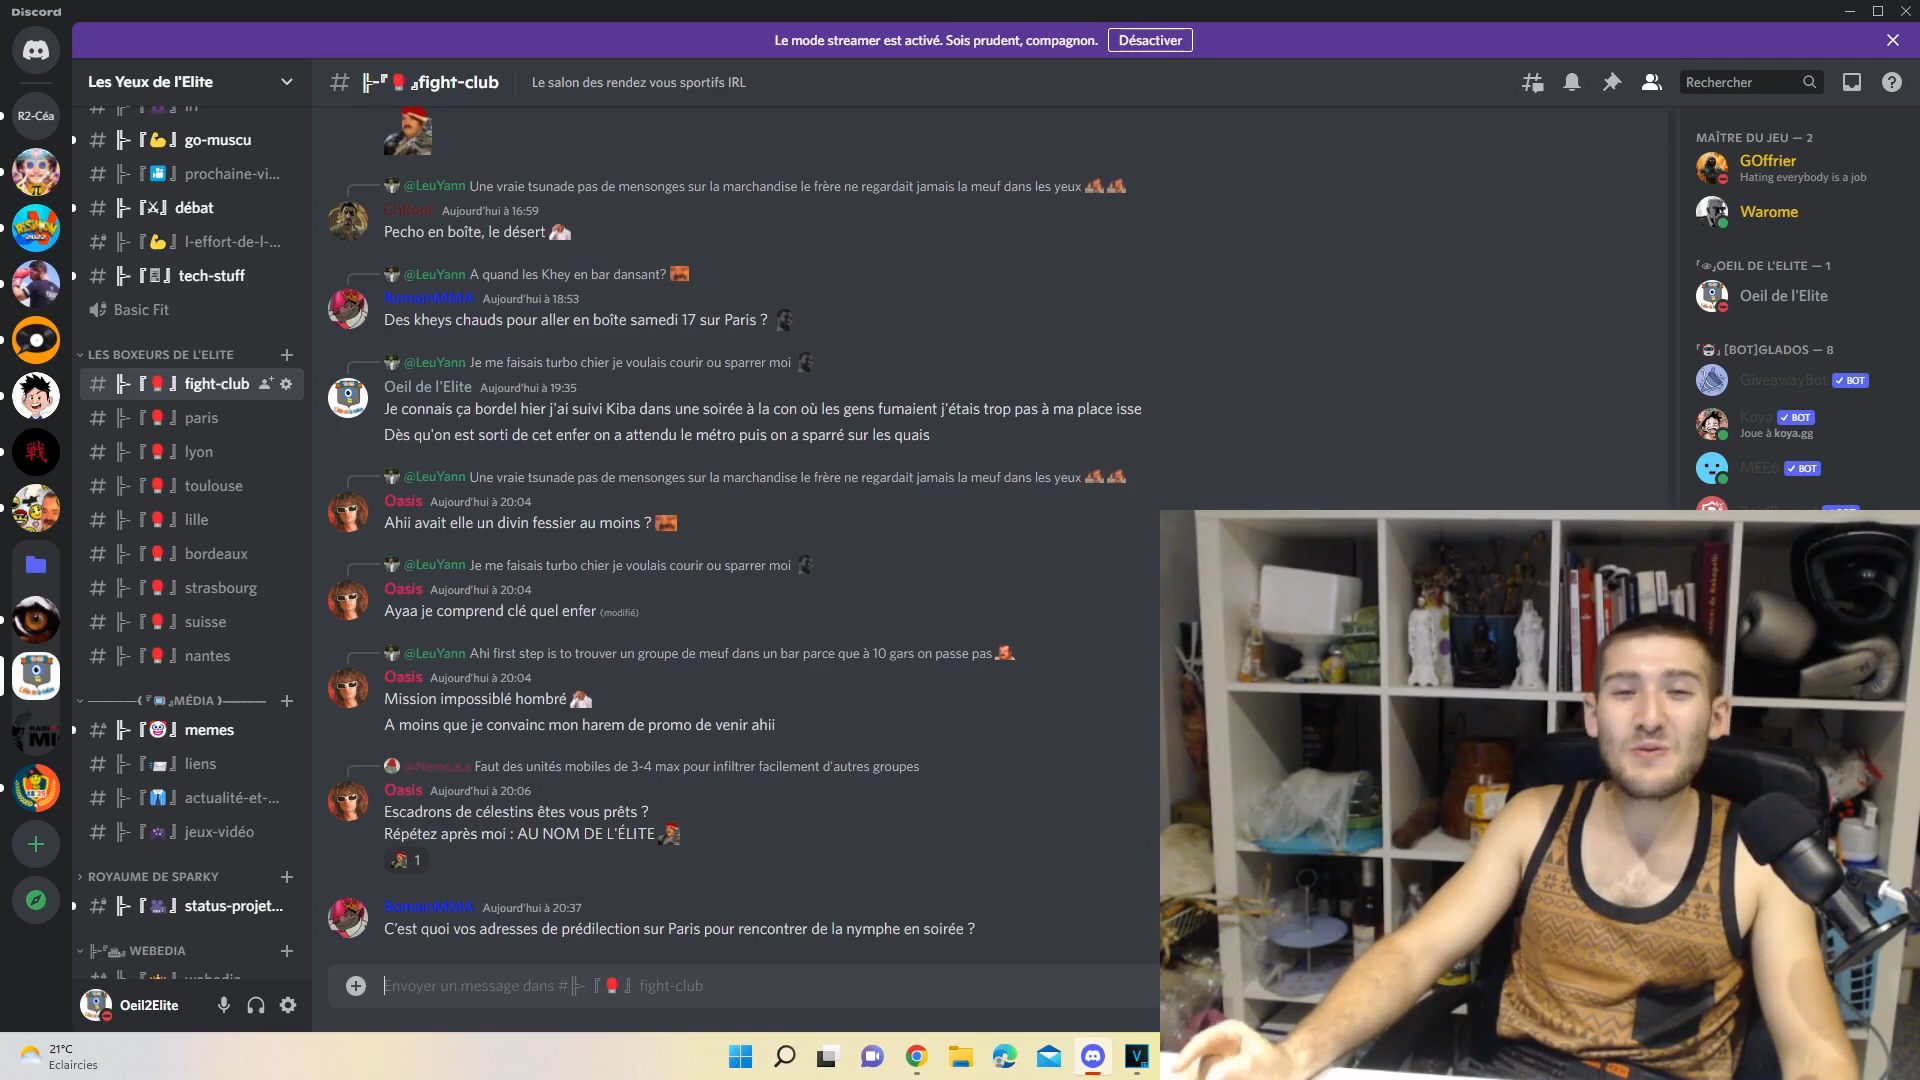 Discord
Le mode streamer est activé. Sois prudent, compagnon.
Désactiver
R2-Céa
Les Yeux de l'Elite
go-muscu
prochaine-vi...
débat
l-effort-de-l-...
tech-stuff
Basic Fit
LES BOXEURS DE L'ELITE
fight-club
paris
lyon
toulouse
lille
bordeaux
strasbourg
suisse
nantes
MÉDIA
memes
liens
actualité-et-...
jeux-vidéo
ROYAUME DE SPARKY
status-projet...
WEBEDIA
Oeil2Elite
fight-club
Le salon des rendez vous sportifs IRL
Rechercher
@LeuYann Une vraie tsunade pas de mensonges sur la marchandise le frère ne regardait jamais la meuf dans les yeux
ChRoot Aujourd'hui à 16:59
Pecho en boîte, le désert
@LeuYann A quand les Khey en bar dansant?
RomainMMA Aujourd'hui à 18:53
Des kheys chauds pour aller en boîte samedi 17 sur Paris ?
@LeuYann Je me faisais turbo chier je voulais courir ou sparrer moi
Oeil de l'Elite Aujourd'hui à 19:35
Je connais ça bordel hier j'ai suivi Kiba dans une soirée à la con où les gens fumaient j'étais trop pas à ma place isse
Dès qu'on est sorti de cet enfer on a attendu le métro puis on a sparré sur les quais
@LeuYann Une vraie tsunade pas de mensonges sur la marchandise le frère ne regardait jamais la meuf dans les yeux
Oasis Aujourd'hui à 20:04
Ahii avait elle un divin fessier au moins ?
@LeuYann Je me faisais turbo chier je voulais courir ou sparrer moi
Oasis Aujourd'hui à 20:04
Ayaa je comprend clé quel enfer (modifié)
@LeuYann Ahi first step is to trouver un groupe de meuf dans un bar parce que à 10 gars on passe pas
Oasis Aujourd'hui à 20:04
Mission impossiblé hombré
A moins que je convainc mon harem de promo de venir ahii
@Nemo.e.s Faut des unités mobiles de 3-4 max pour infiltrer facilement d'autres groupes
Oasis Aujourd'hui à 20:06
Escadrons de célestins êtes vous prêts ?
Répétez après moi : AU NOM DE L'ÉLITE
1
RomainMMA Aujourd'hui à 20:37
C'est quoi vos adresses de prédilection sur Paris pour rencontrer de la nymphe en soirée ?
Envoyer un message dans # fight-club
MAÎTRE DU JEU — 2
GOffrier
Hating everybody is a job
Warome
OEIL DE L'ELITE — 1
Oeil de l'Elite
[BOT]GLADOS — 8
GiveawayBot BOT
Koya BOT
Joue à koya.gg
MEE6 BOT
21°C
Eclaircies